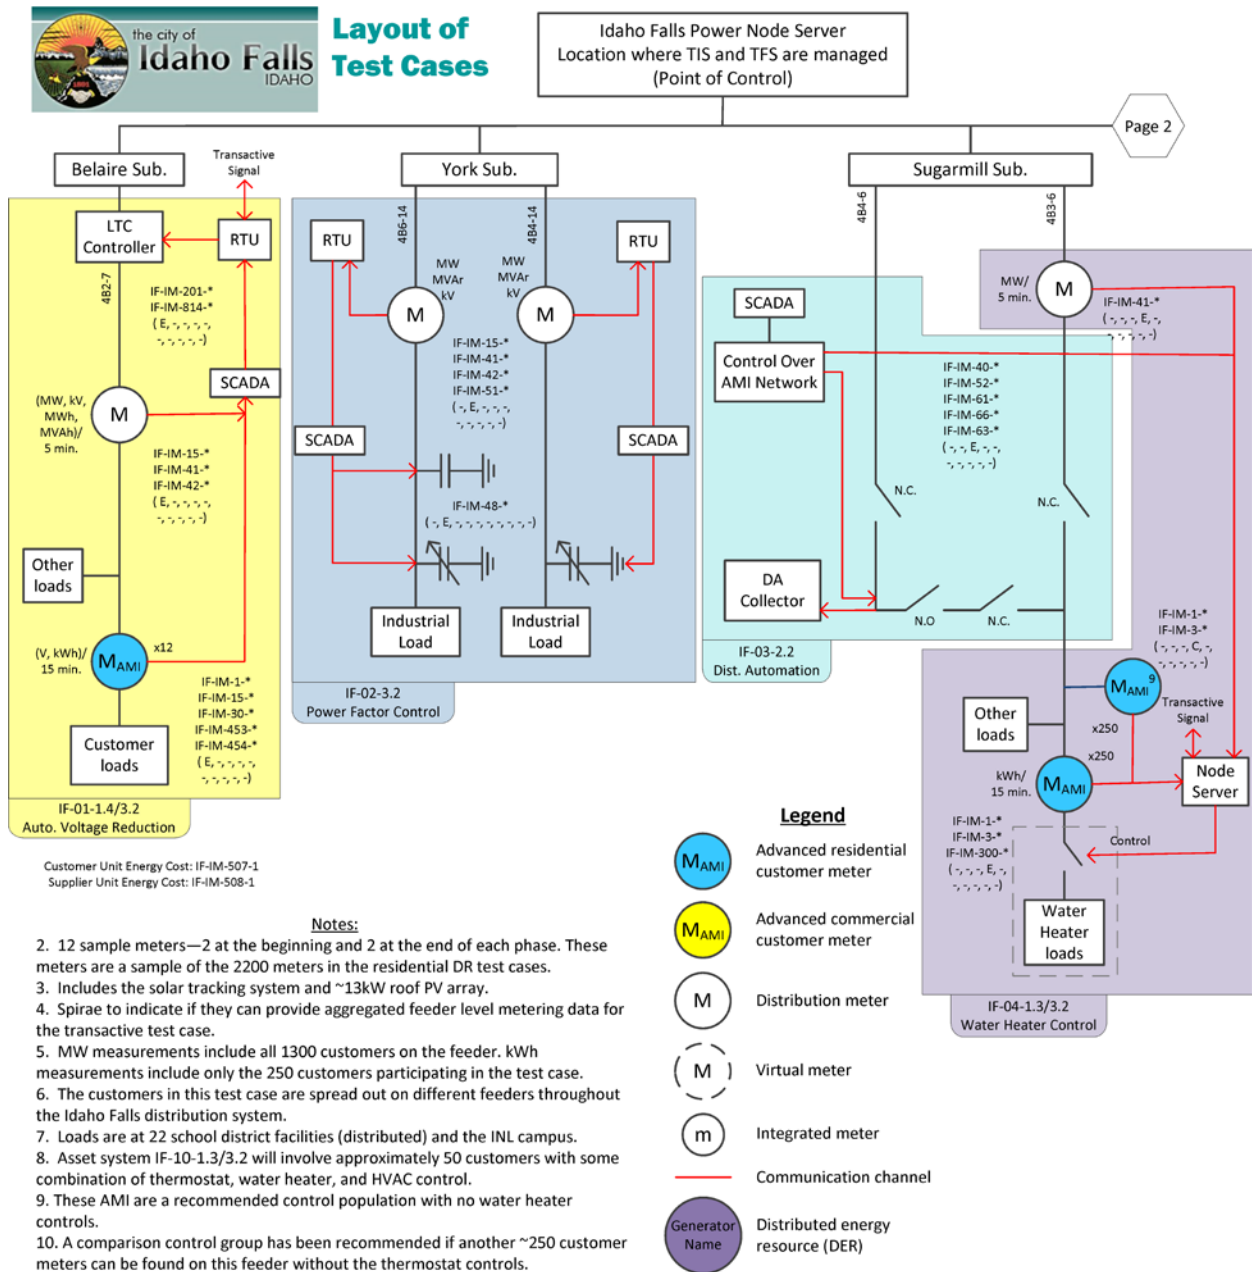 the city of
Idaho Falls
IDAHO
Layout of
Test Cases
Idaho Falls Power Node Server
Location where TIS and TFS are managed
(Point of Control)
Page 2
Belaire Sub.
Transactive
Signal
York Sub.
Sugarmill Sub.
LTC
Controller
RTU
4B2-7
IF-IM-201-*
IF-IM-814-*
( E, -, -, -, -,
-, -, -, -, -)
SCADA
(MW, kV,
MWh,
MVAh)/
5 min.
M
IF-IM-15-*
IF-IM-41-*
IF-IM-42-*
( E, -, -, -, -,
-, -, -, -, -)
Other
loads
(V, kWh)/
15 min.
MAMI
x12
IF-IM-1-*
IF-IM-15-*
IF-IM-30-*
IF-IM-453-*
IF-IM-454-*
( E, -, -, -, -,
-, -, -, -, -)
Customer
loads
IF-01-1.4/3.2
Auto. Voltage Reduction
4B6-14
4B4-14
RTU
RTU
MW
MVAr
kV
MW
MVAr
kV
M
M
IF-IM-15-*
IF-IM-41-*
IF-IM-42-*
IF-IM-51-*
( -, E, -, -, -,
-, -, -, -, -)
SCADA
SCADA
IF-IM-48-*
( -, E, -, -, -, -, -, -, -, -)
Industrial
Load
Industrial
Load
IF-02-3.2
Power Factor Control
4B4-6
4B3-6
SCADA
Control Over
AMI Network
MW/
5 min.
M
IF-IM-41-*
( -, -, -, E, -,
-, -, -, -, -)
IF-IM-40-*
IF-IM-52-*
IF-IM-61-*
IF-IM-66-*
IF-IM-63-*
( -, -, E, -, -,
-, -, -, -, -)
N.C.
N.C.
DA
Collector
N.O
N.C.
IF-03-2.2
Dist. Automation
IF-IM-1-*
IF-IM-3-*
( -, -, -, C, -,
-, -, -, -, -)
MAMI
9
Transactive
Signal
Other
loads
x250
x250
kWh/
15 min.
MAMI
Node
Server
IF-IM-1-*
IF-IM-3-*
IF-IM-300-*
( -, -, -, E, -,
-, -, -, -, -)
Control
Water
Heater
loads
IF-04-1.3/3.2
Water Heater Control
Customer Unit Energy Cost: IF-IM-507-1
Supplier Unit Energy Cost: IF-IM-508-1
Notes:
2. 12 sample meters—2 at the beginning and 2 at the end of each phase. These
meters are a sample of the 2200 meters in the residential DR test cases.
3. Includes the solar tracking system and ~13kW roof PV array.
4. Spirae to indicate if they can provide aggregated feeder level metering data for
the transactive test case.
5. MW measurements include all 1300 customers on the feeder. kWh
measurements include only the 250 customers participating in the test case.
6. The customers in this test case are spread out on different feeders throughout
the Idaho Falls distribution system.
7. Loads are at 22 school district facilities (distributed) and the INL campus.
8. Asset system IF-10-1.3/3.2 will involve approximately 50 customers with some
combination of thermostat, water heater, and HVAC control.
9. These AMI are a recommended control population with no water heater
controls.
10. A comparison control group has been recommended if another ~250 customer
meters can be found on this feeder without the thermostat controls.
Legend
MAMI
Advanced residential
customer meter
MAMI
Advanced commercial
customer meter
M
Distribution meter
M
Virtual meter
m
Integrated meter
Communication channel
Generator
Name
Distributed energy
resource (DER)